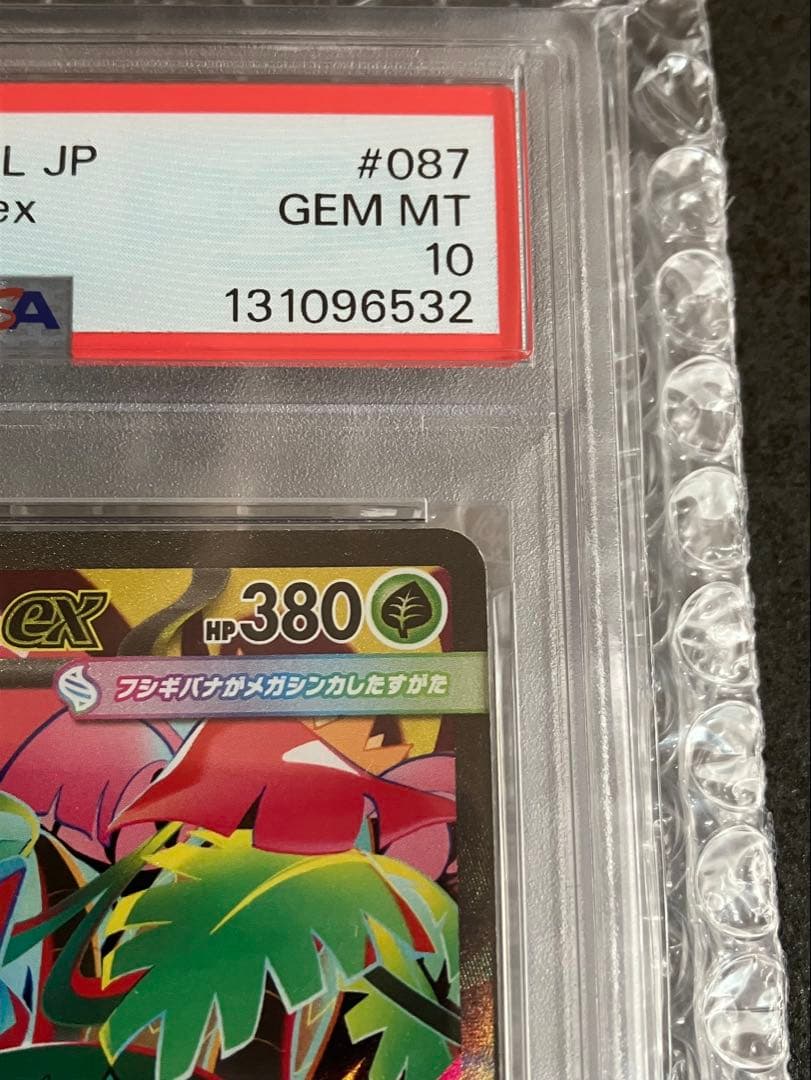 L JP #087
ex GEM MT
10
SA 131096532
ex HP380
フシギバナがメガシンカしたすがた